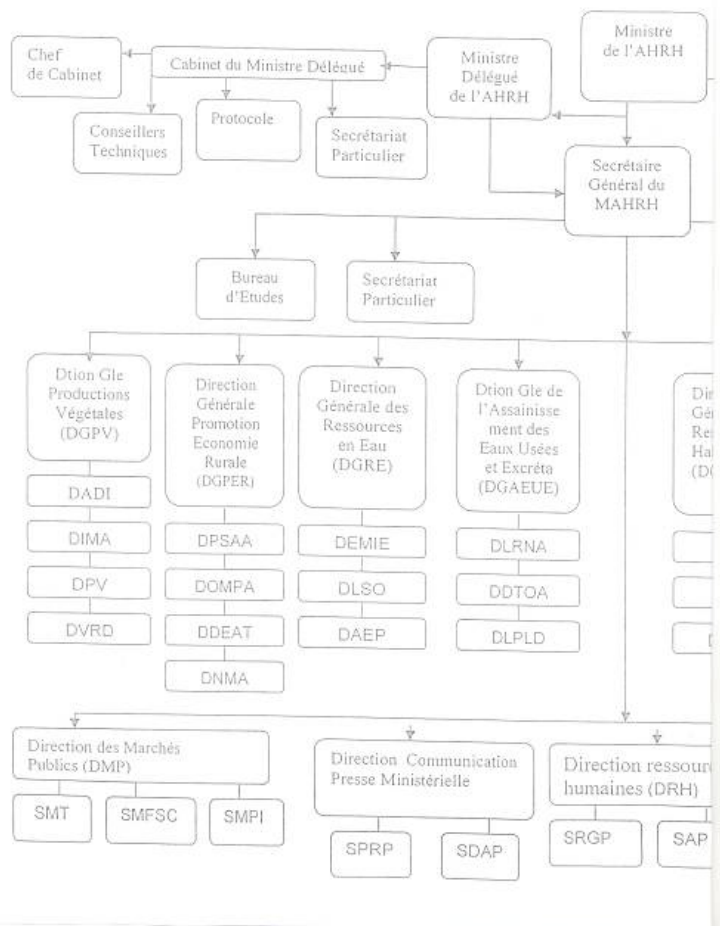 Ministre
de l'AHRH
Chef
de Cabinet
Cabinet du Ministre Délégué
Ministre
Délégué
de l'AHRH
Conseillers
Techniques
Protocole
Secrétariat
Particulier
Secrétaire
Général du
MAHRH
Bureau
d'Etudes
Secrétariat
Particulier
Dtion Gle
Productions
Végétales
(DGPV)
DADI
DIMA
DPV
DVRD
Direction
Générale
Promotion
Economie
Rurale
(DGPER)
DPSAA
DOMPA
DDEAT
DNMA
Direction
Générale des
Ressources
en Eau
(DGRE)
DEMIE
DLSO
DAEP
Dtion Gle de
l'Assainisse
ment des
Eaux Usées
et Excréta
(DGAEUE)
DLRNA
DDTOA
DLPLD
Direction des Marchés
Publics (DMP)
SMT
SMFSC
SMPI
Direction Communication
Presse Ministérielle
SPRP
SDAP
Direction ressour
humaines (DRH)
SRGP
SAP